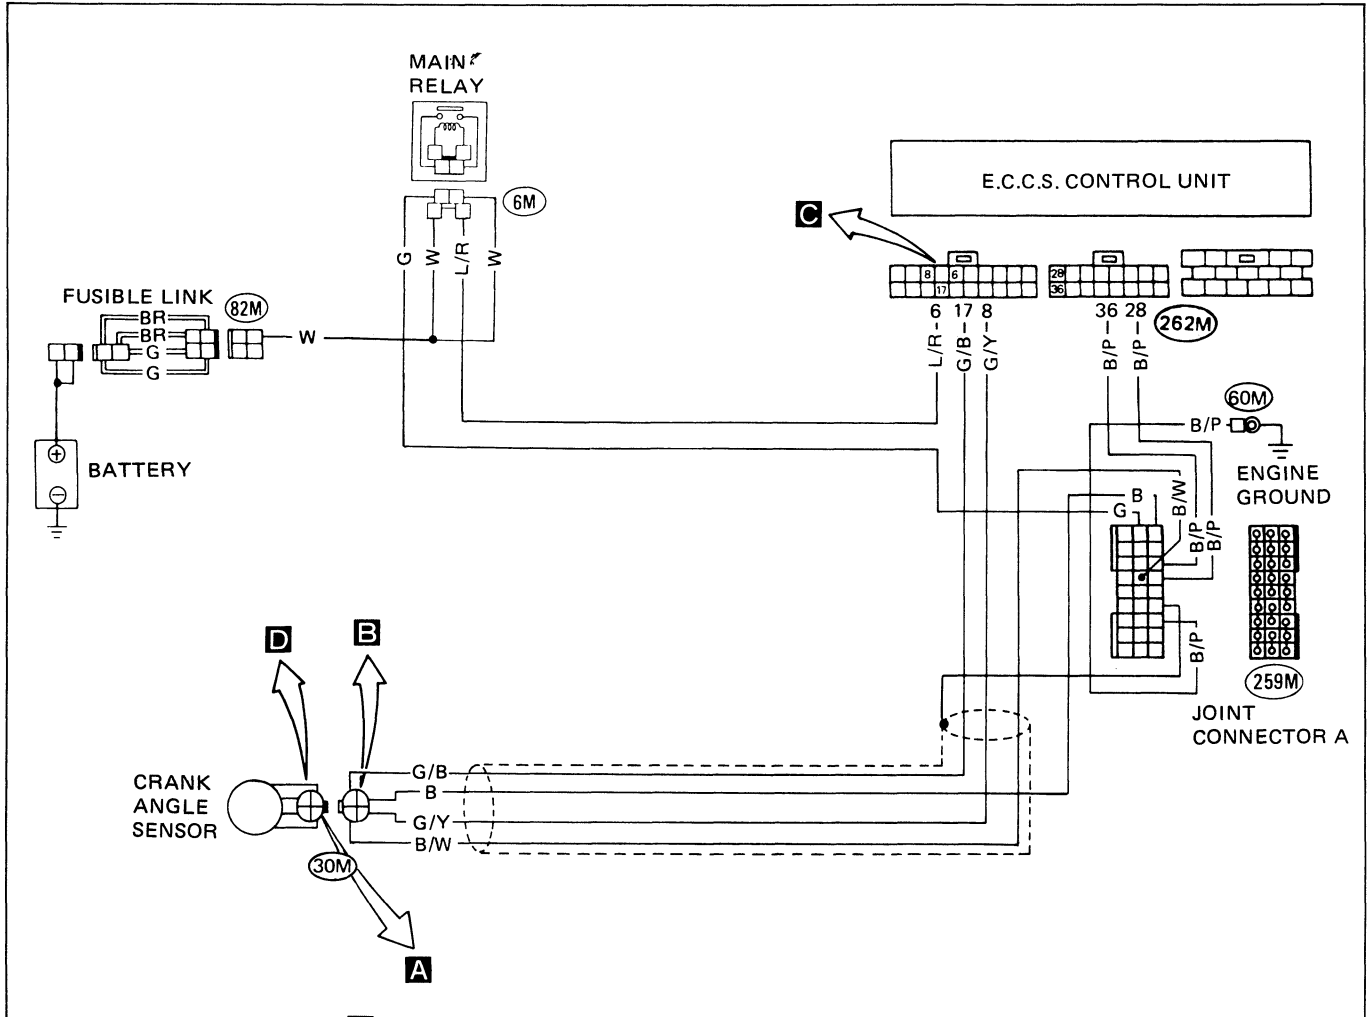 MAIN
RELAY
6M
G
W
L/R
W
FUSIBLE LINK
82M
BR
BR
G
G
W
BATTERY
+
−
E.C.C.S. CONTROL UNIT
C
8
6
17
28
36
6 17 8
36 28
262M
L/R
G/B
G/Y
B/P
B/P
60M
B/P
ENGINE
GROUND
B
G
B/W
B/P
B/P
B/P
259M
JOINT
CONNECTOR A
D
B
CRANK
ANGLE
SENSOR
G/B
B
G/Y
B/W
30M
A